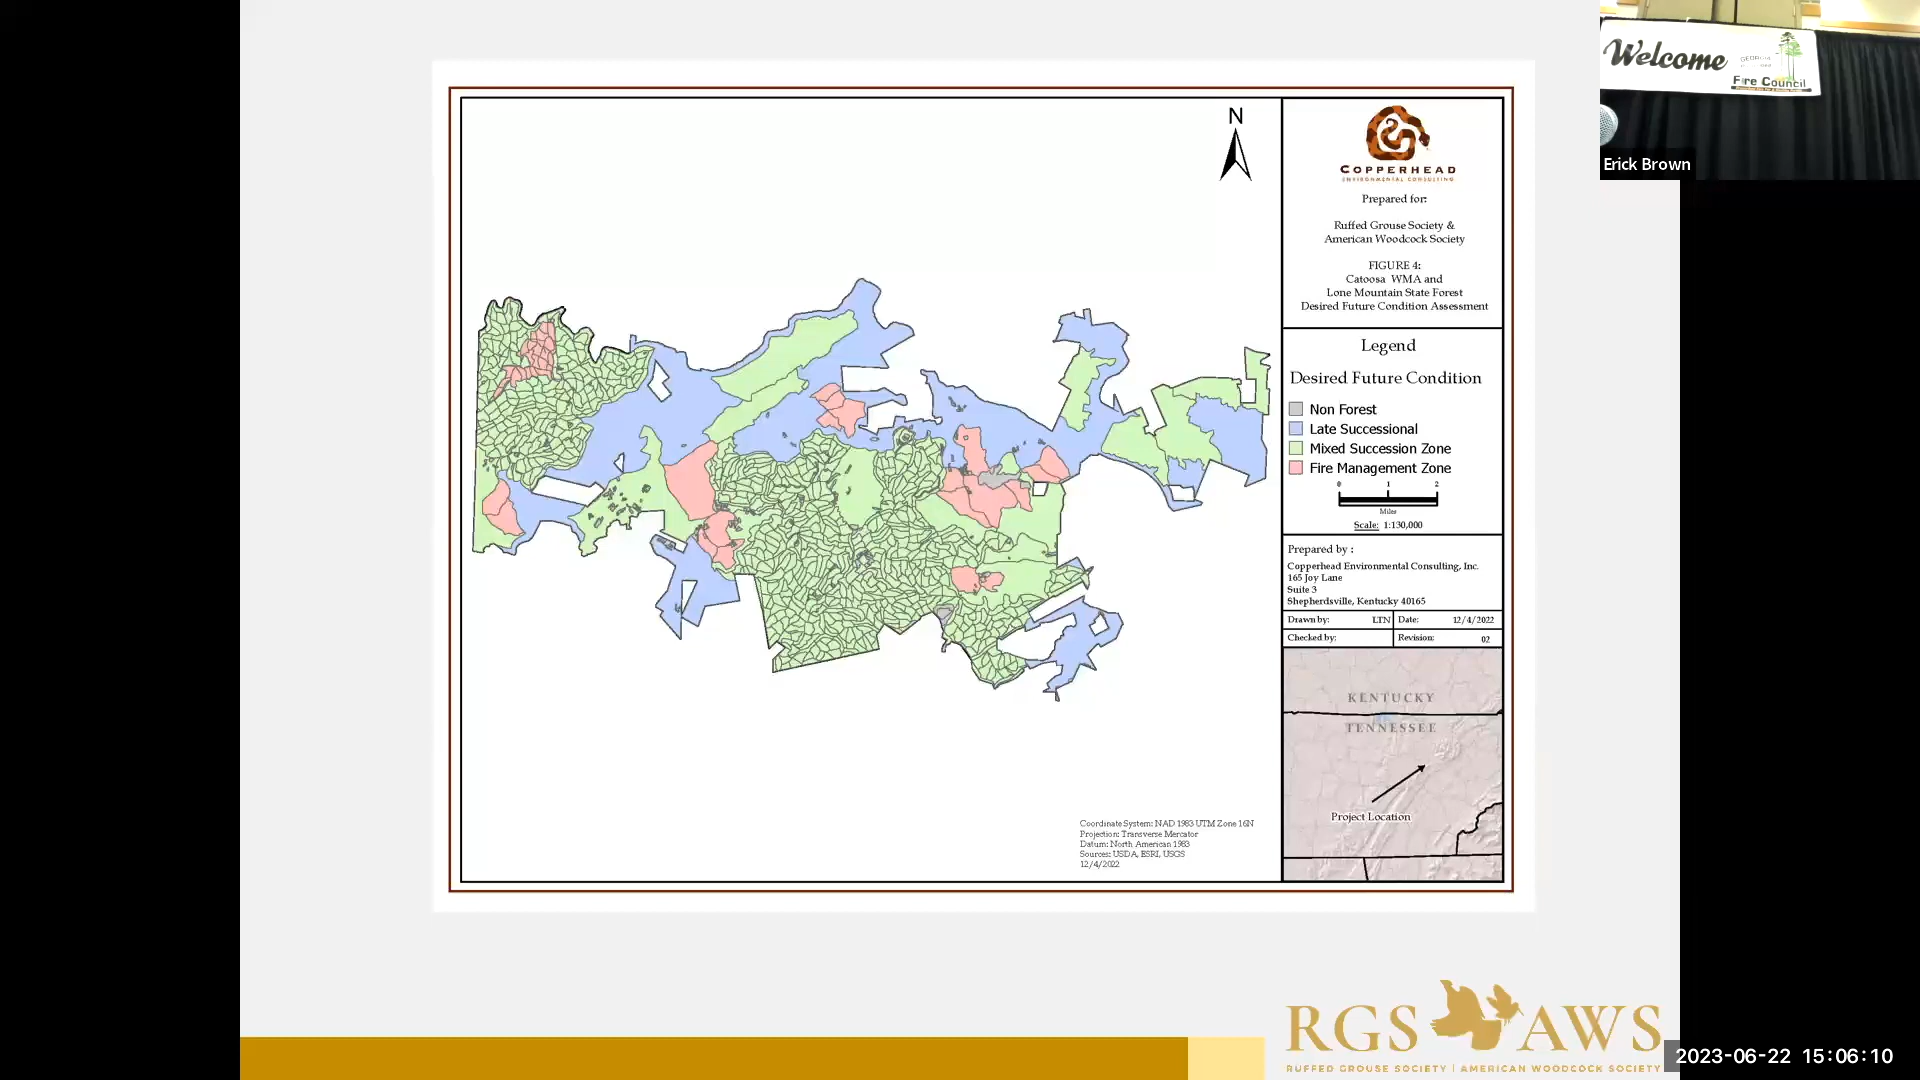 N
COPPERHEAD
ENVIRONMENTAL CONSULTING
Prepared for:
Ruffed Grouse Society &
American Woodcock Society
FIGURE 4:
Catoosa WMA and
Lone Mountain State Forest
Desired Future Condition Assessment
Legend
Desired Future Condition
Non Forest
Late Successional
Mixed Succession Zone
Fire Management Zone
0 1 2
Miles
Scale: 1:130,000
Prepared by :
Copperhead Environmental Consulting, Inc.
165 Joy Lane
Suite 3
Shepherdsville, Kentucky 40165
Drawn by: LTN Date: 12/4/2022
Checked by: Revision: 02
KENTUCKY
TENNESSEE
Project Location
Coordinate System: NAD 1983 UTM Zone 16N
Projection: Transverse Mercator
Datum: North American 1983
Sources: USDA, ESRI, USGS
12/4/2022
Welcome
GEORGIA
Fire Council
Erick Brown
RGS AWS
RUFFED GROUSE SOCIETY | AMERICAN WOODCOCK SOCIETY
2023-06-22 15:06:10